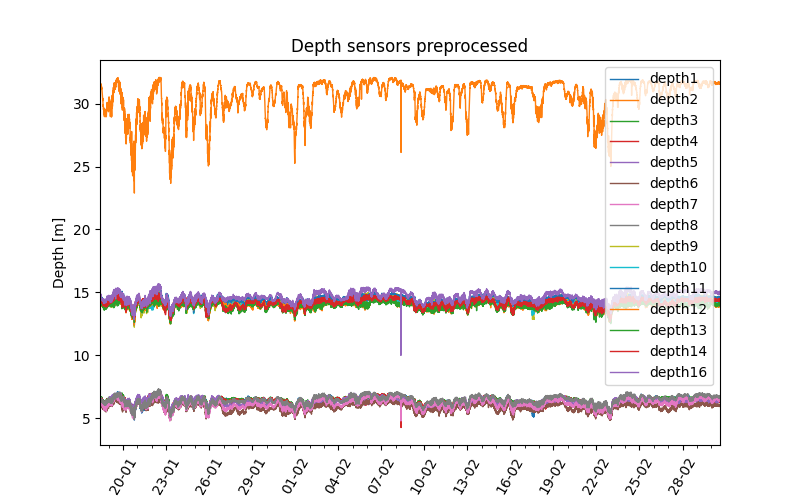 Depth sensors preprocessed
Depth [m]
30
25
20
15
10
5
20-01
23-01
26-01
29-01
01-02
04-02
07-02
10-02
13-02
16-02
19-02
22-02
25-02
28-02
depth1
depth2
depth3
depth4
depth5
depth6
depth7
depth8
depth9
depth10
depth11
depth12
depth13
depth14
depth16